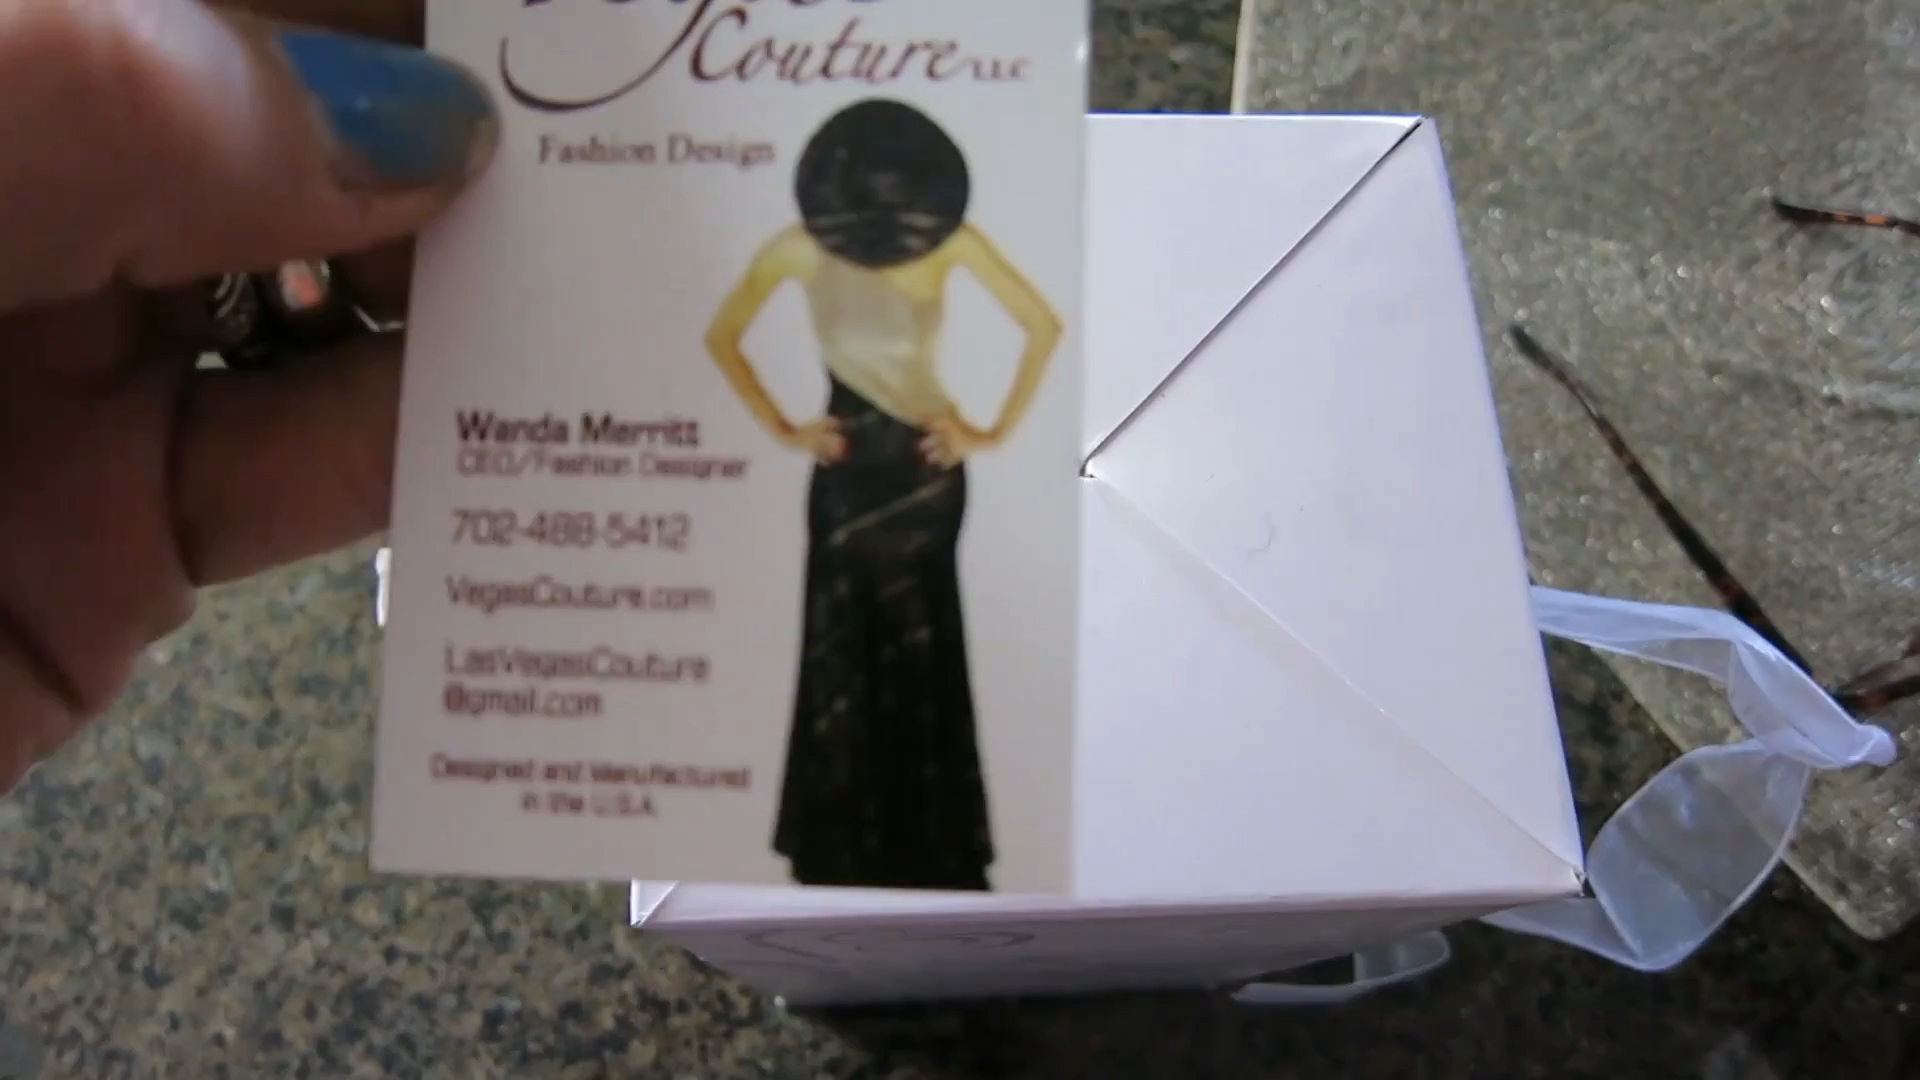 Couture LLC
Fashion Design
Wanda Merritt
CEO/Fashion Designer
702-488-5412
VegasCouture.com
LasVegasCouture
@gmail.com
Designed and Manufactured
in the U.S.A.